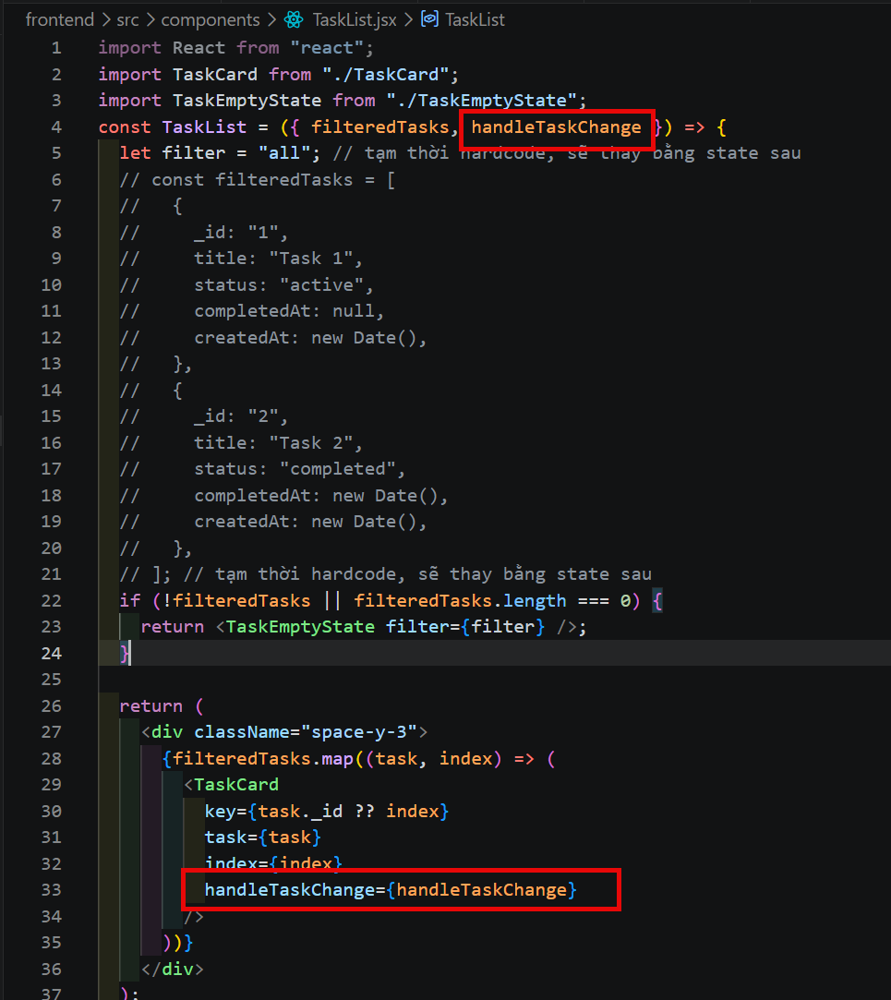 frontend > src > components > TaskList.jsx > TaskList
1 import React from "react";
2 import TaskCard from "./TaskCard";
3 import TaskEmptyState from "./TaskEmptyState";
4 const TaskList = ({ filteredTasks, handleTaskChange }) => {
5 let filter = "all"; // tạm thời hardcode, sẽ thay bằng state sau
6 // const filteredTasks = [
7 //   {
8 //     _id: "1",
9 //     title: "Task 1",
10 //     status: "active",
11 //     completedAt: null,
12 //     createdAt: new Date(),
13 //   },
14 //   {
15 //     _id: "2",
16 //     title: "Task 2",
17 //     status: "completed",
18 //     completedAt: new Date(),
19 //     createdAt: new Date(),
20 //   },
21 // ]; // tạm thời hardcode, sẽ thay bằng state sau
22 if (!filteredTasks || filteredTasks.length === 0) {
23 return <TaskEmptyState filter={filter} />;
24 }
25
26 return (
27 <div className="space-y-3">
28 {filteredTasks.map((task, index) => (
29 <TaskCard
30 key={task._id ?? index}
31 task={task}
32 index={index}
33 handleTaskChange={handleTaskChange}
34 />
35 ))}
36 </div>
37 );